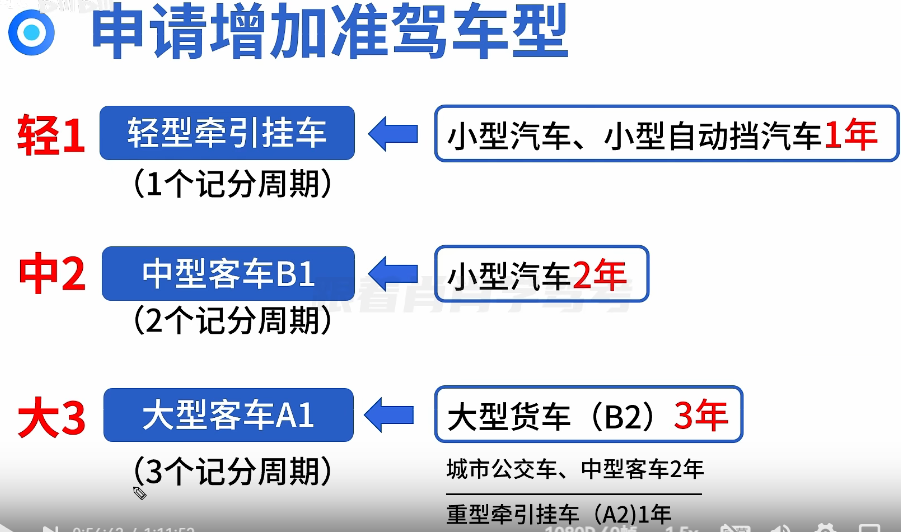 申请增加准驾车型
轻1 轻型牵引挂车 小型汽车、小型自动挡汽车1年
（1个记分周期）
中2 中型客车B1 小型汽车2年
（2个记分周期）
大3 大型客车A1 大型货车（B2）3年
（3个记分周期） 城市公交车、中型客车2年
重型牵引挂车（A2)1年